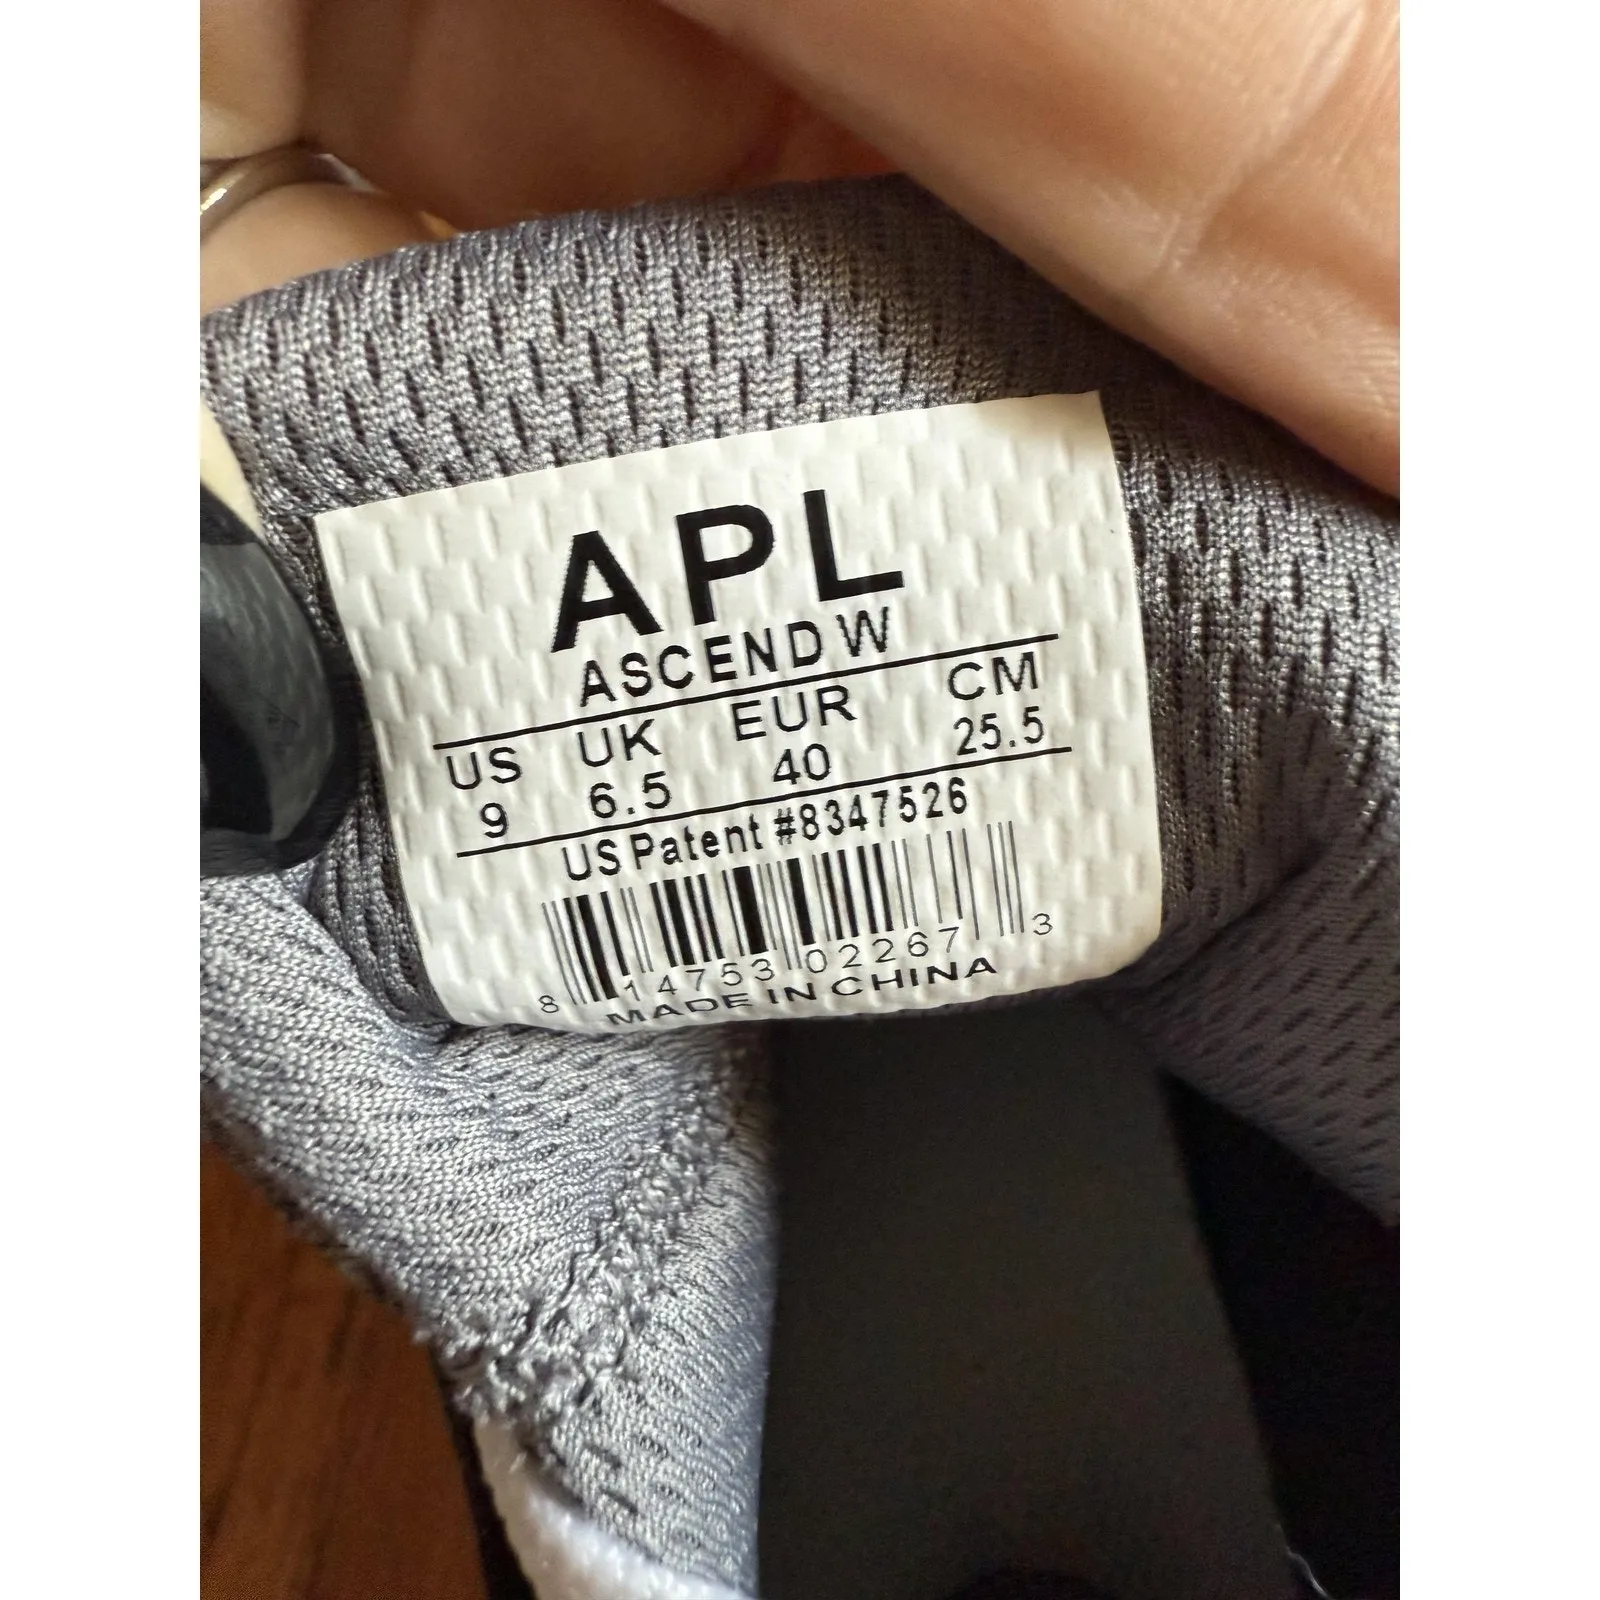 APL
ASCEND W
US UK EUR CM
9 6.5 40 25.5
US Patent #8347526
8 14753 02267 3
MADE IN CHINA